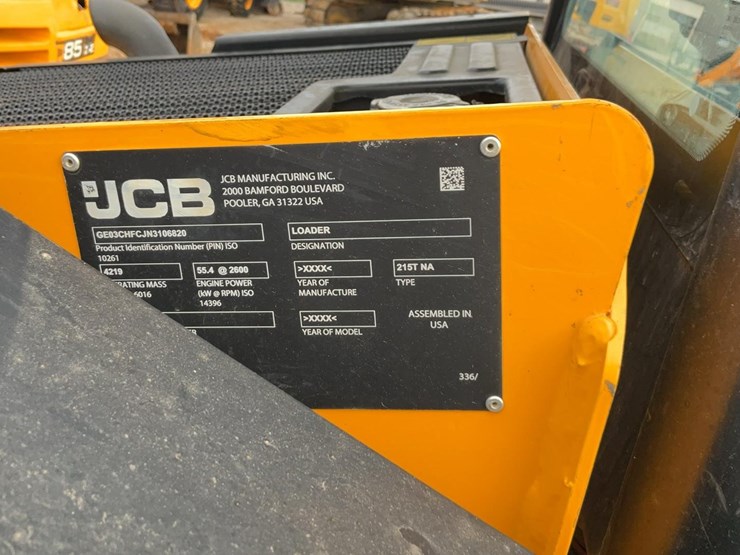 85 Z-2
JCB
JCB MANUFACTURING INC.
2000 BAMFORD BOULEVARD
POOLER, GA 31322 USA
GE03CHFCJN3106820
Product Identification Number (PIN) ISO
10261
LOADER
DESIGNATION
4219
RATING MASS
6016
55.4 @ 2600
ENGINE POWER
(kW @ RPM) ISO
14396
>XXXX<
YEAR OF
MANUFACTURE
215T NA
TYPE
>XXXX<
YEAR OF MODEL
ASSEMBLED IN
USA
336/